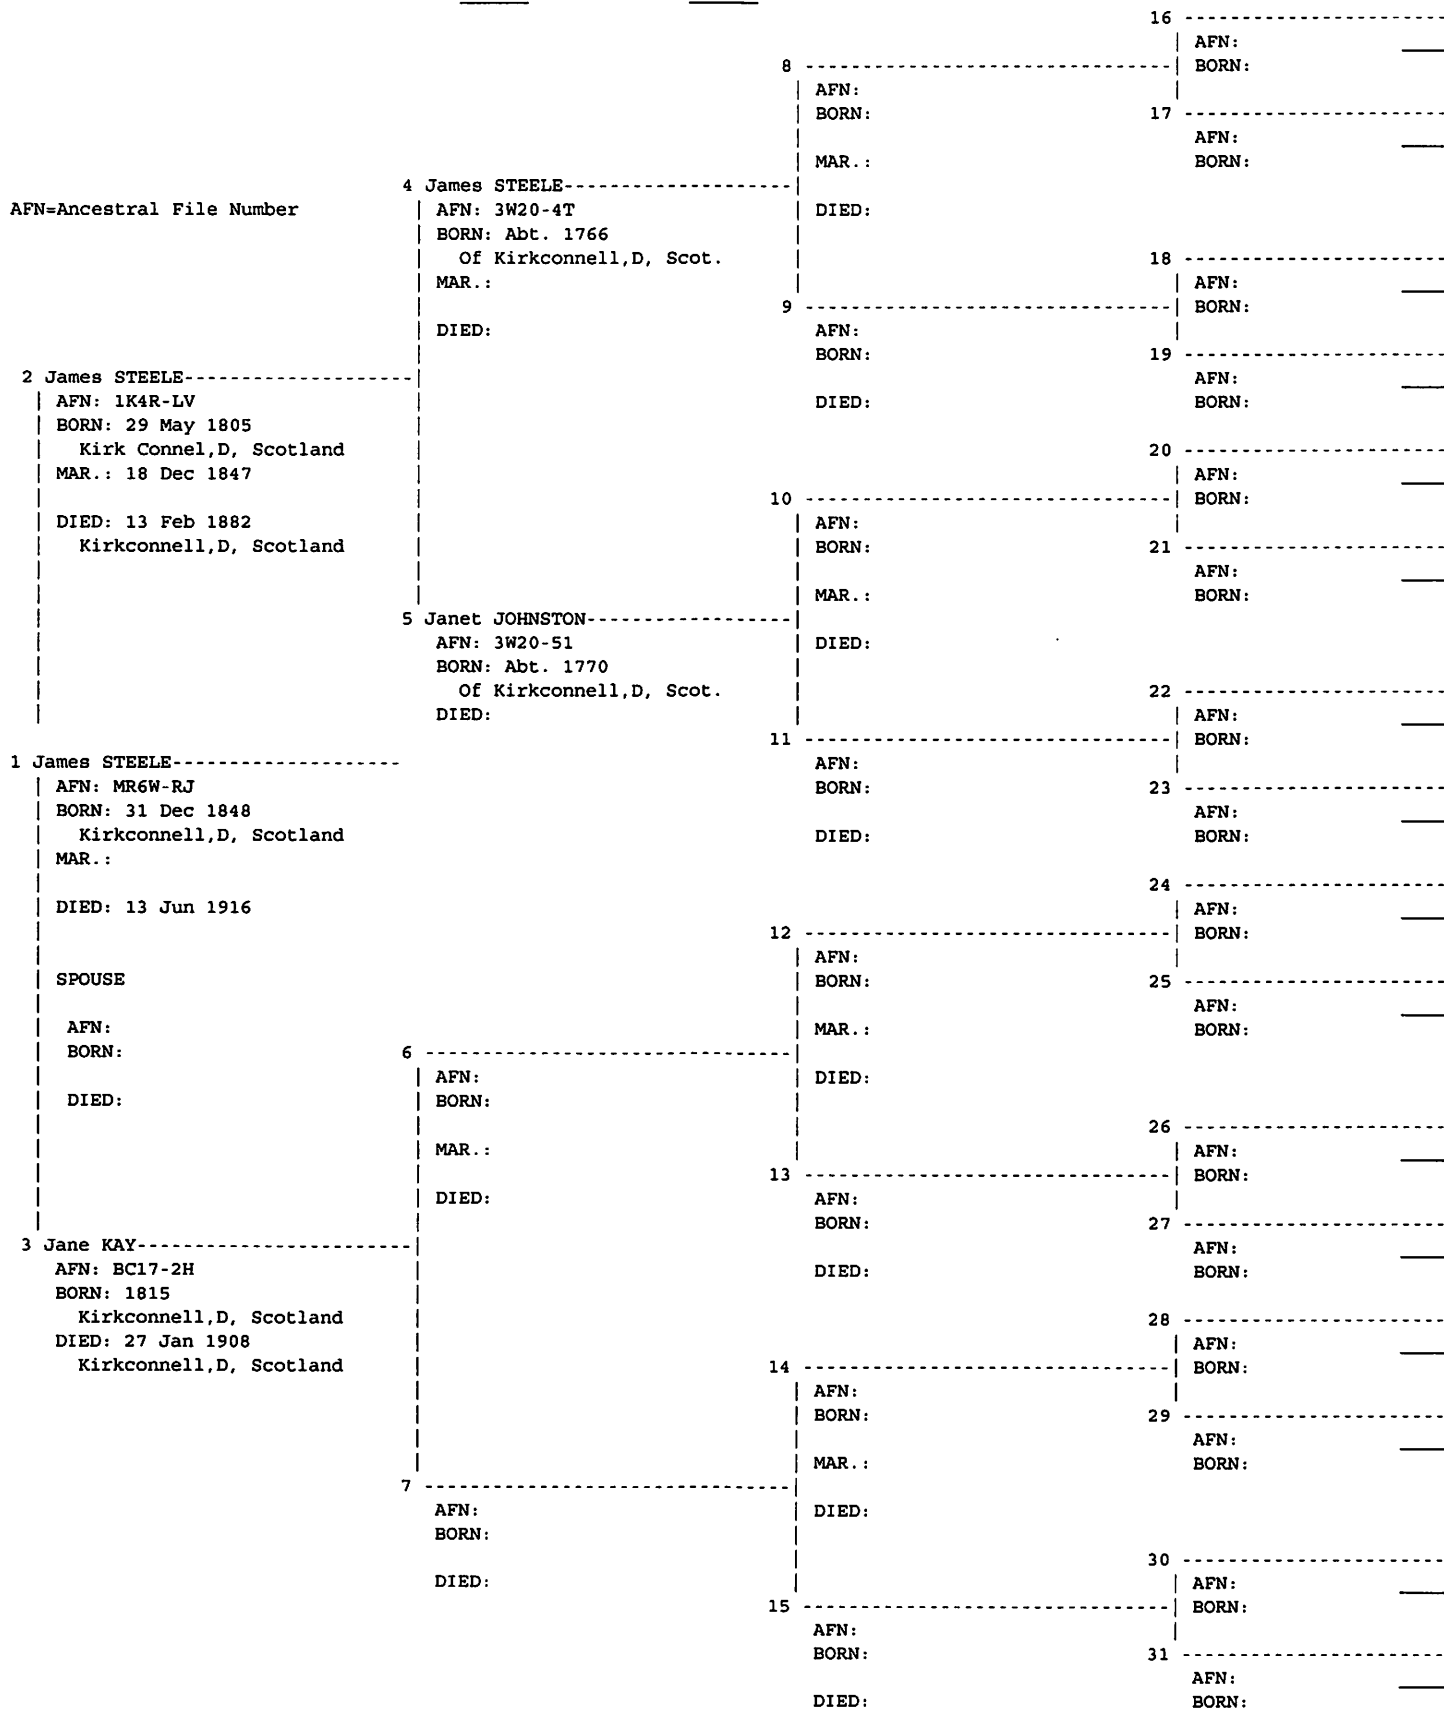 16
AFN:
8
BORN:
AFN:
BORN:
17
AFN:
MAR.:
BORN:
4 James STEELE
AFN=Ancestral File Number
AFN: 3W20-4T
DIED:
BORN: Abt. 1766
Of Kirkconnell,D, Scot.
18
MAR.:
AFN:
9
BORN:
DIED:
AFN:
BORN:
19
2 James STEELE
AFN:
AFN: 1K4R-LV
DIED:
BORN:
BORN: 29 May 1805
Kirk Connel,D, Scotland
20
MAR.: 18 Dec 1847
AFN:
10
BORN:
DIED: 13 Feb 1882
AFN:
Kirkconnell,D, Scotland
BORN:
21
AFN:
MAR.:
BORN:
5 Janet JOHNSTON
AFN: 3W20-51
DIED:
BORN: Abt. 1770
Of Kirkconnell,D, Scot.
22
DIED:
AFN:
11
BORN:
1 James STEELE
AFN:
AFN: MR6W-RJ
BORN:
23
BORN: 31 Dec 1848
AFN:
Kirkconnell,D, Scotland
DIED:
BORN:
MAR.:
24
DIED: 13 Jun 1916
AFN:
12
BORN:
AFN:
SPOUSE
BORN:
25
AFN:
AFN:
MAR.:
BORN:
BORN:
6
AFN:
DIED:
DIED:
BORN:
26
MAR.:
AFN:
13
BORN:
DIED:
AFN:
BORN:
27
3 Jane KAY
AFN:
AFN: BC17-2H
DIED:
BORN:
BORN: 1815
Kirkconnell,D, Scotland
28
DIED: 27 Jan 1908
AFN:
Kirkconnell,D, Scotland
14
BORN:
AFN:
BORN:
29
AFN:
MAR.:
BORN:
7
AFN:
DIED:
BORN:
30
DIED:
AFN:
15
BORN:
AFN:
BORN:
31
AFN:
DIED:
BORN: